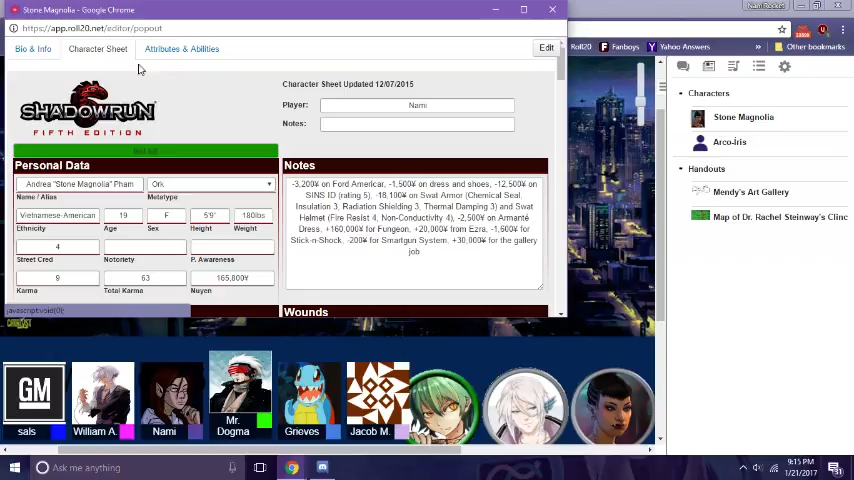 Stone Magnolia - Google Chrome
Nami Rocket
https://app.roll20.net/editor/popout
Bio & Info
Character Sheet
Attributes & Abilities
Edit
Roll20
Fanboys
Yahoo Answers
Other bookmarks
SHADOWRUN
FIFTH EDITION
Character Sheet Updated 12/07/2015
Player:
Nami
Notes:
Characters
Stone Magnolia
Arco-iris
Handouts
Mendy's Art Gallery
Map of Dr. Rachel Steinway's Clinc
Personal Data
Andrea "Stone Magnolia" Pham
Ork
Name / Alias
Metatype
Vietnamese-American
19
F
5'9"
180lbs
Ethnicity
Age
Sex
Height
Weight
4
Street Cred
Notoriety
P. Awareness
9
63
165,800¥
Karma
Total Karma
Nuyen
Notes
-3,200¥ on Ford Americar, -1,500¥ on dress and shoes, -12,500¥ on
SINS ID (rating 5), -18,100¥ on Swat Armor (Chemical Seal,
Insulation 3, Radiation Shielding 3, Thermal Damping 3) and Swat
Helmet (Fire Resist 4, Non-Conductivity 4), -2,500¥ on Armanté
Dress, +160,000¥ for Fungeon, +20,000¥ from Ezra, -1,600¥ for
Stick-n-Shock, -200¥ for Smartgun System, +30,000¥ for the gallery
job
Wounds
javascript:void(0);
CATALYST
GM
sals
William A.
Nami
Mr.
Dogma
Grieves
Jacob M.
Ask me anything
9:15 PM
1/21/2017
31